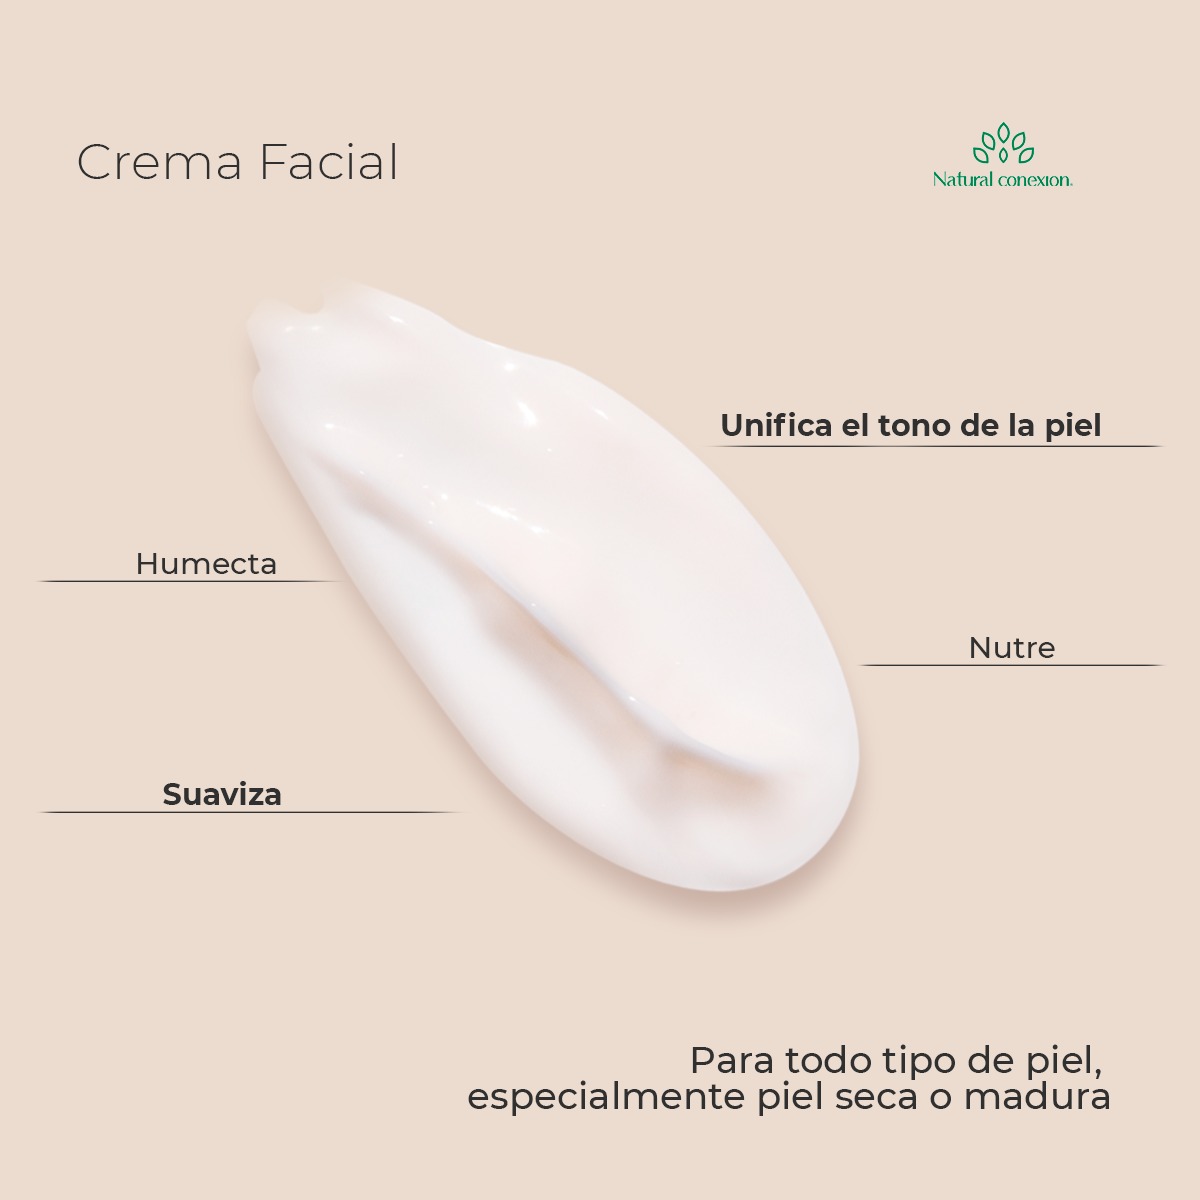 Crema Facial
Natural conexion
Unifica el tono de la piel
Humecta
Nutre
Suaviza
Para todo tipo de piel,
especialmente piel seca o madura